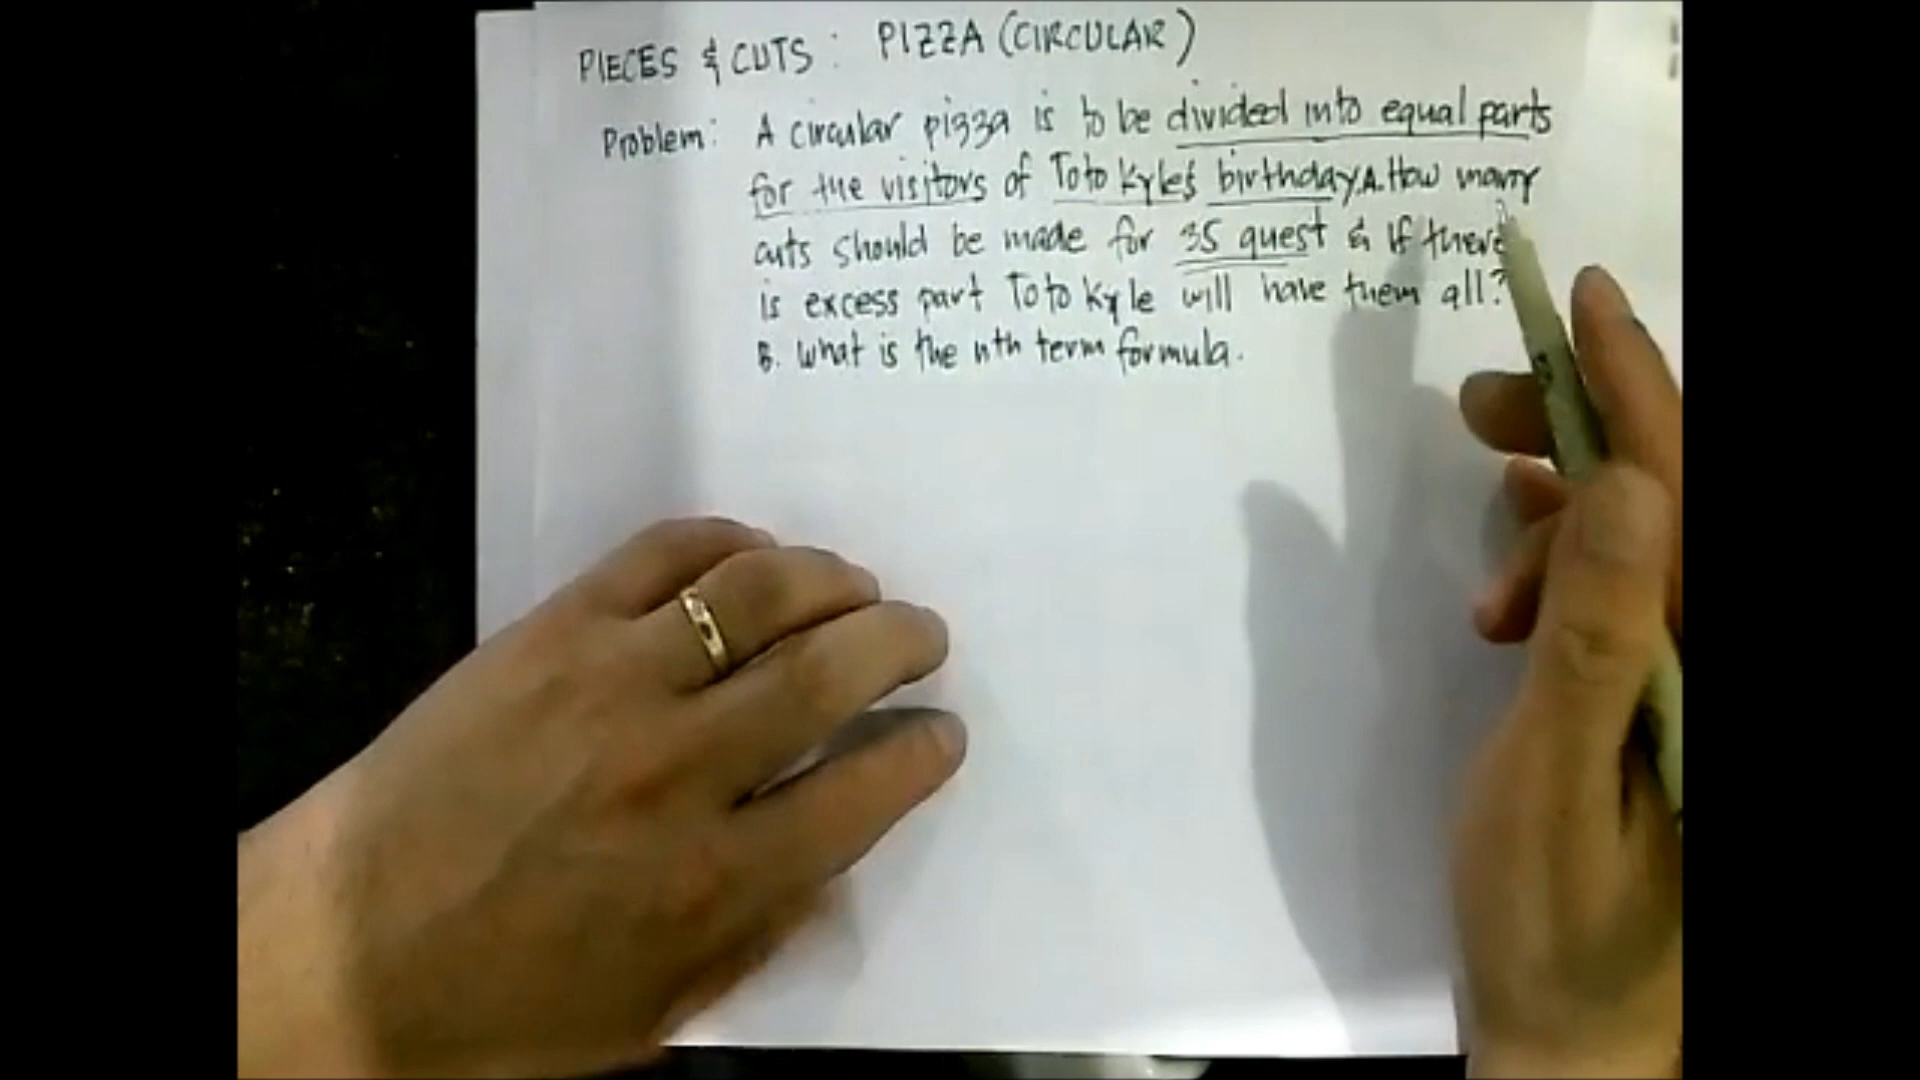 PIECES & CUTS: PIZZA (CIRCULAR)
Problem: A circular pizza is to be divided into equal parts
for the visitors of Toto Kyle's birthday. A. How many
cuts should be made for 35 guest & if there
is excess part Toto Kyle will have them all?
B. What is the nth term formula.